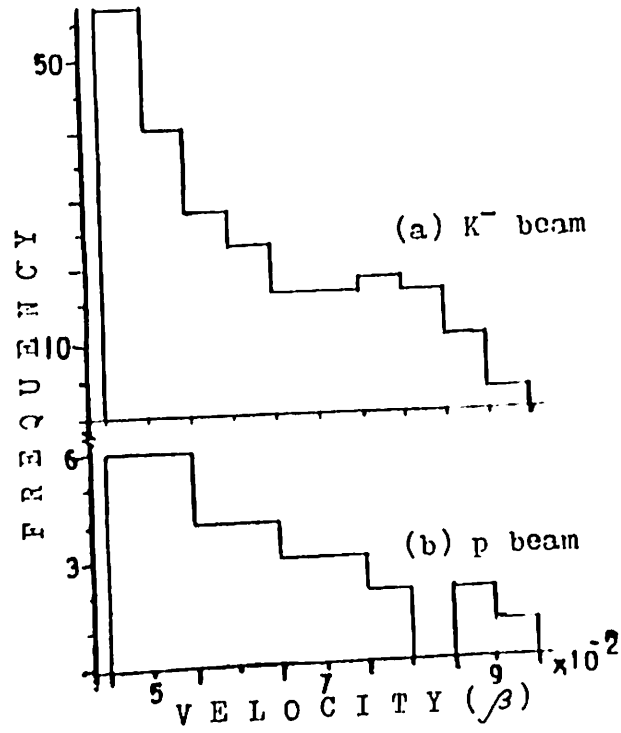 50
(a) K⁻ beam
10
FREQUENCY
6
(b) p beam
3
5 7 9 ×10⁻²
VELOCITY (β)